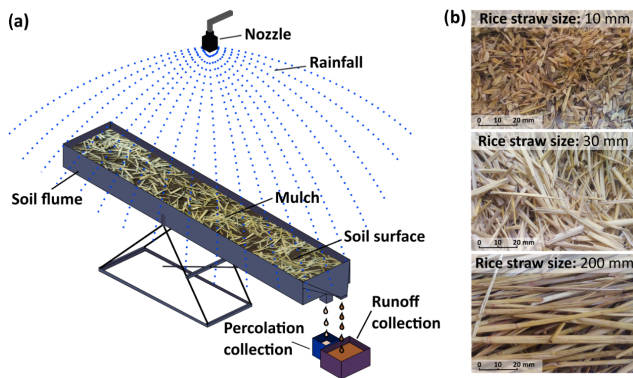 (a)
Nozzle
Rainfall
Soil flume
Mulch
Soil surface
Percolation
collection
Runoff
collection
(b)
Rice straw size: 10 mm
0 10 20 mm
Rice straw size: 30 mm
0 10 20 mm
Rice straw size: 200 mm
0 10 20 mm